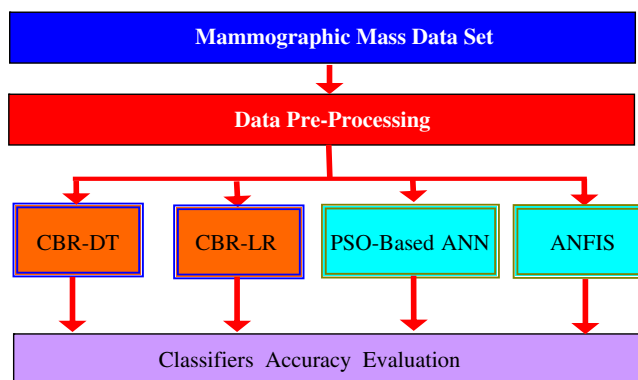 Mammographic Mass Data Set
Data Pre-Processing
CBR-DT
CBR-LR
PSO-Based ANN
ANFIS
Classifiers Accuracy Evaluation